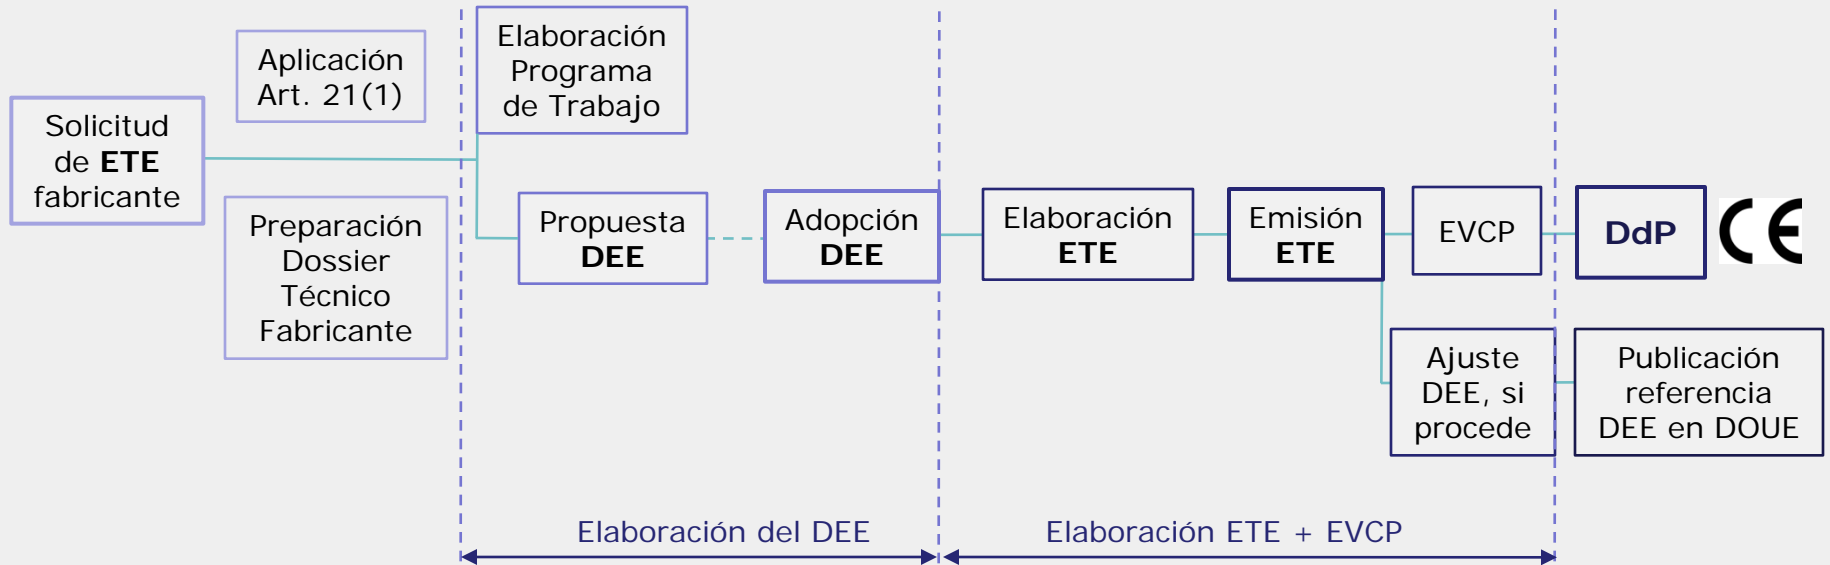 Solicitud
de ETE
fabricante
Aplicación
Art. 21(1)
Preparación
Dossier
Técnico
Fabricante
Elaboración
Programa
de Trabajo
Propuesta
DEE
Adopción
DEE
Elaboración
ETE
Emisión
ETE
EVCP
DdP
CE
Ajuste
DEE, si
procede
Publicación
referencia
DEE en DOUE
Elaboración del DEE
Elaboración ETE + EVCP